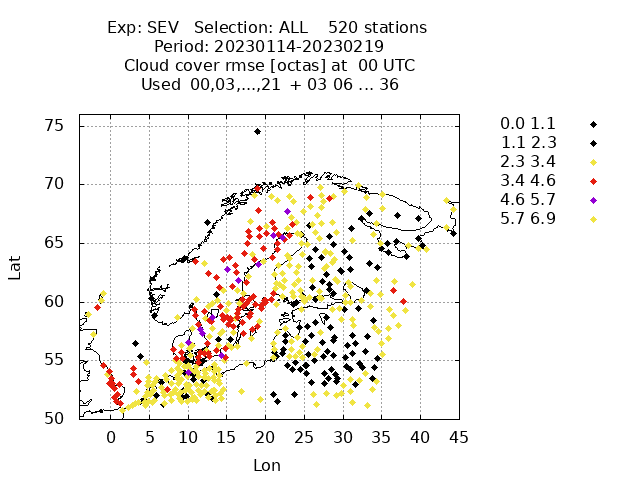 Exp: SEV Selection: ALL 520 stations
Period: 20230114-20230219
Cloud cover rmse [octas] at 00 UTC
Used 00,03,...,21 + 03 06 ... 36
75
70
65
60
55
50
Lat
0 5 10 15 20 25 30 35 40 45
Lon
0.0 1.1
1.1 2.3
2.3 3.4
3.4 4.6
4.6 5.7
5.7 6.9